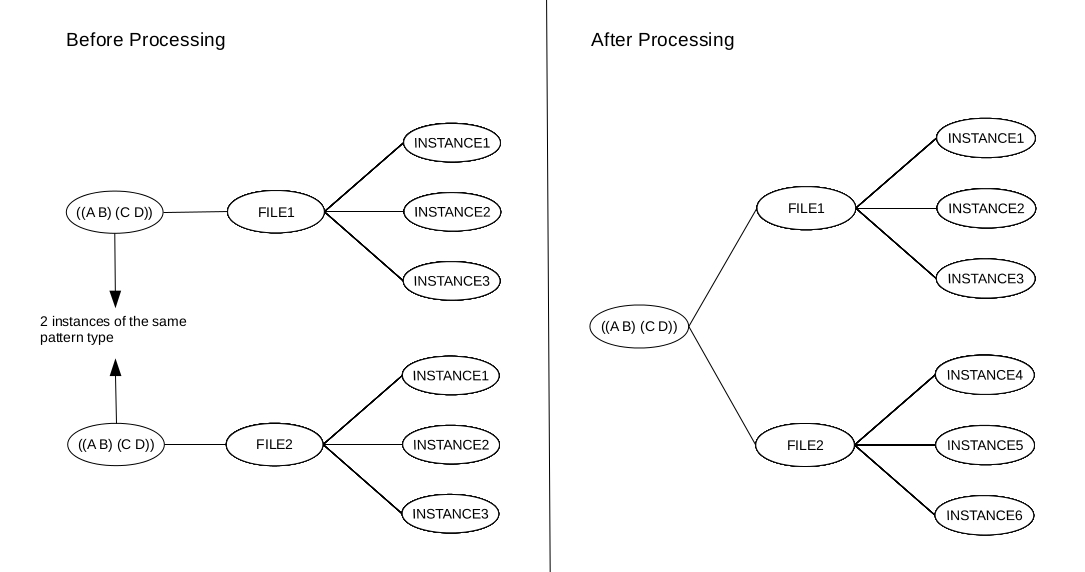 Before Processing
INSTANCE1
((A B) (C D))
FILE1
INSTANCE2
INSTANCE3
2 instances of the same
pattern type
INSTANCE1
((A B) (C D))
FILE2
INSTANCE2
INSTANCE3
After Processing
INSTANCE1
FILE1
INSTANCE2
INSTANCE3
((A B) (C D))
INSTANCE4
FILE2
INSTANCE5
INSTANCE6